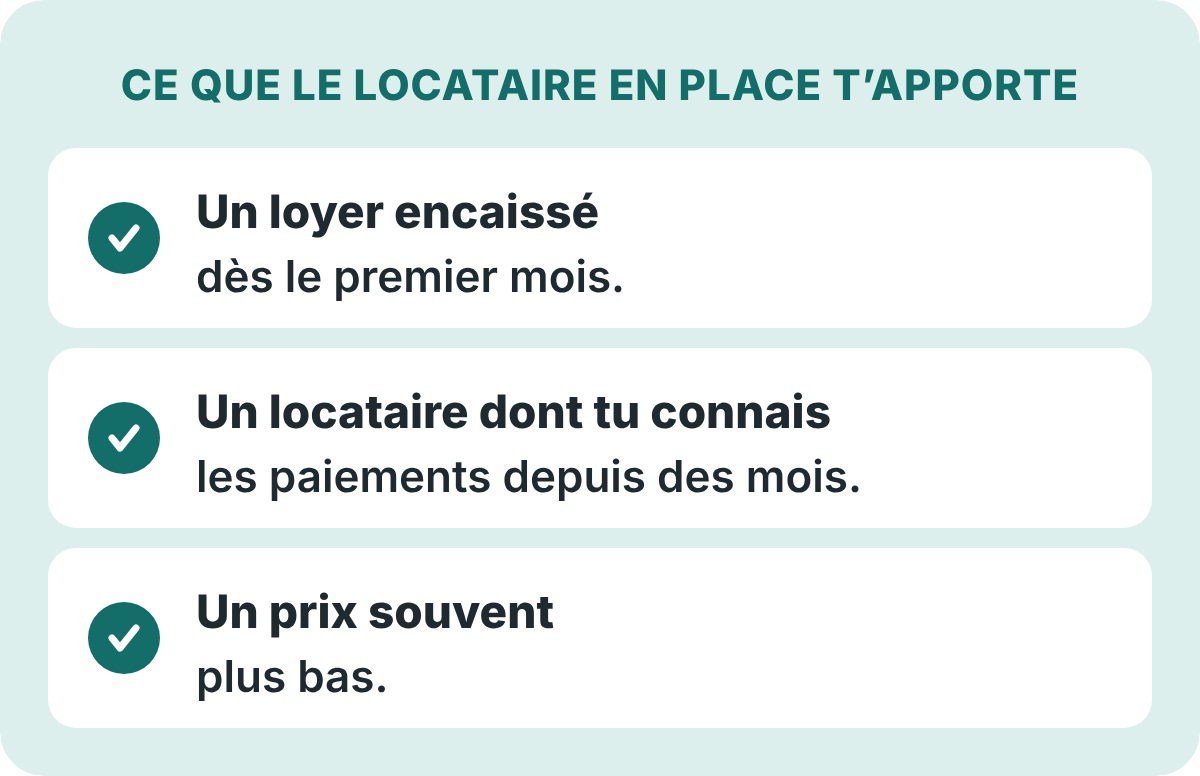 CE QUE LE LOCATAIRE EN PLACE T’APPORTE
Un loyer encaissé
dès le premier mois.
Un locataire dont tu connais
les paiements depuis des mois.
Un prix souvent
plus bas.